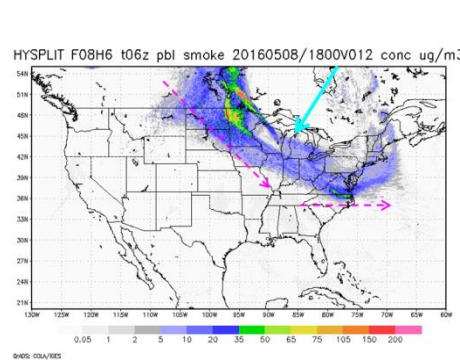 HYSPLIT F08H6 t06z pbl smoke 20160508/1800V012 conc ug/m3
54N
51N
48N
45N
42N
39N
36N
33N
30N
27N
24N
21N
130W 125W 120W 115W 110W 105W 100W 95W 90W 85W 80W 75W 70W 65W 60W
0.05 1 2 5 10 20 35 50 65 75 105 150 200
GrADS: COLA/IGES